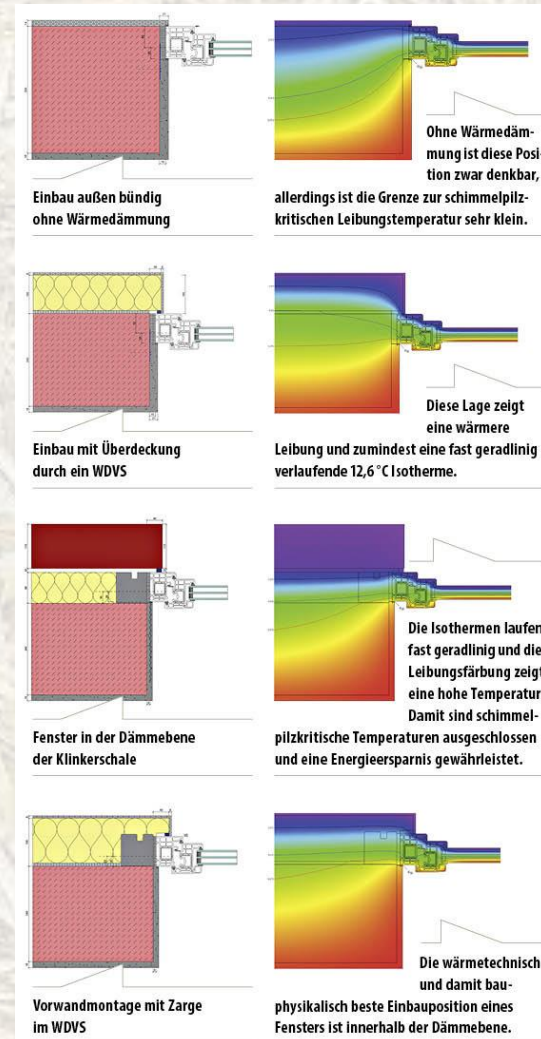 Einbau außen bündig
ohne Wärmedämmung
Ohne Wärmedäm-
mung ist diese Posi-
tion zwar denkbar,
allerdings ist die Grenze zur schimmelpilz-
kritischen Leibungstemperatur sehr klein.
Einbau mit Überdeckung
durch ein WDVS
Diese Lage zeigt
eine wärmere
Leibung und zumindest eine fast geradlinig
verlaufende 12,6 °C Isotherme.
Fenster in der Dämmebene
der Klinkerschale
Die Isothermen laufen
fast geradlinig und die
Leibungsfärbung zeigt
eine hohe Temperatur
Damit sind schimmel-
pilzkritische Temperaturen ausgeschlossen
und eine Energieersparnis gewährleistet.
Vorwandmontage mit Zarge
im WDVS
Die wärmetechnisch
und damit bau-
physikalisch beste Einbauposition eines
Fensters ist innerhalb der Dämmebene.